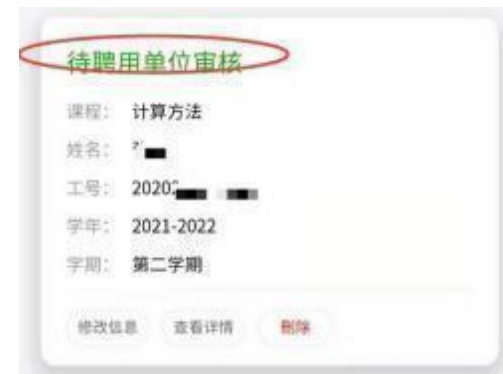 待聘用单位审核
课程: 计算方法
姓名:
工号: 2020
学年: 2021-2022
学期: 第二学期
修改信息 查看详情 删除